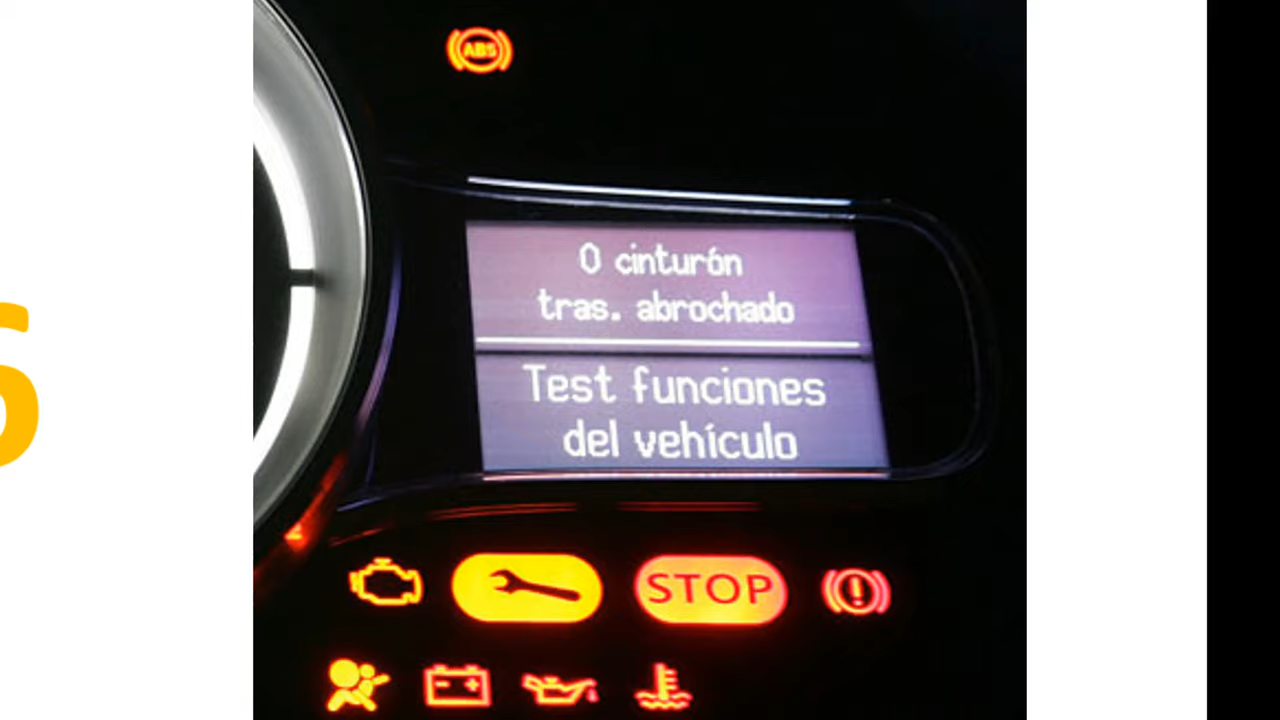 ABS
0 cinturón
tras. abrochado
Test funciones
del vehículo
STOP